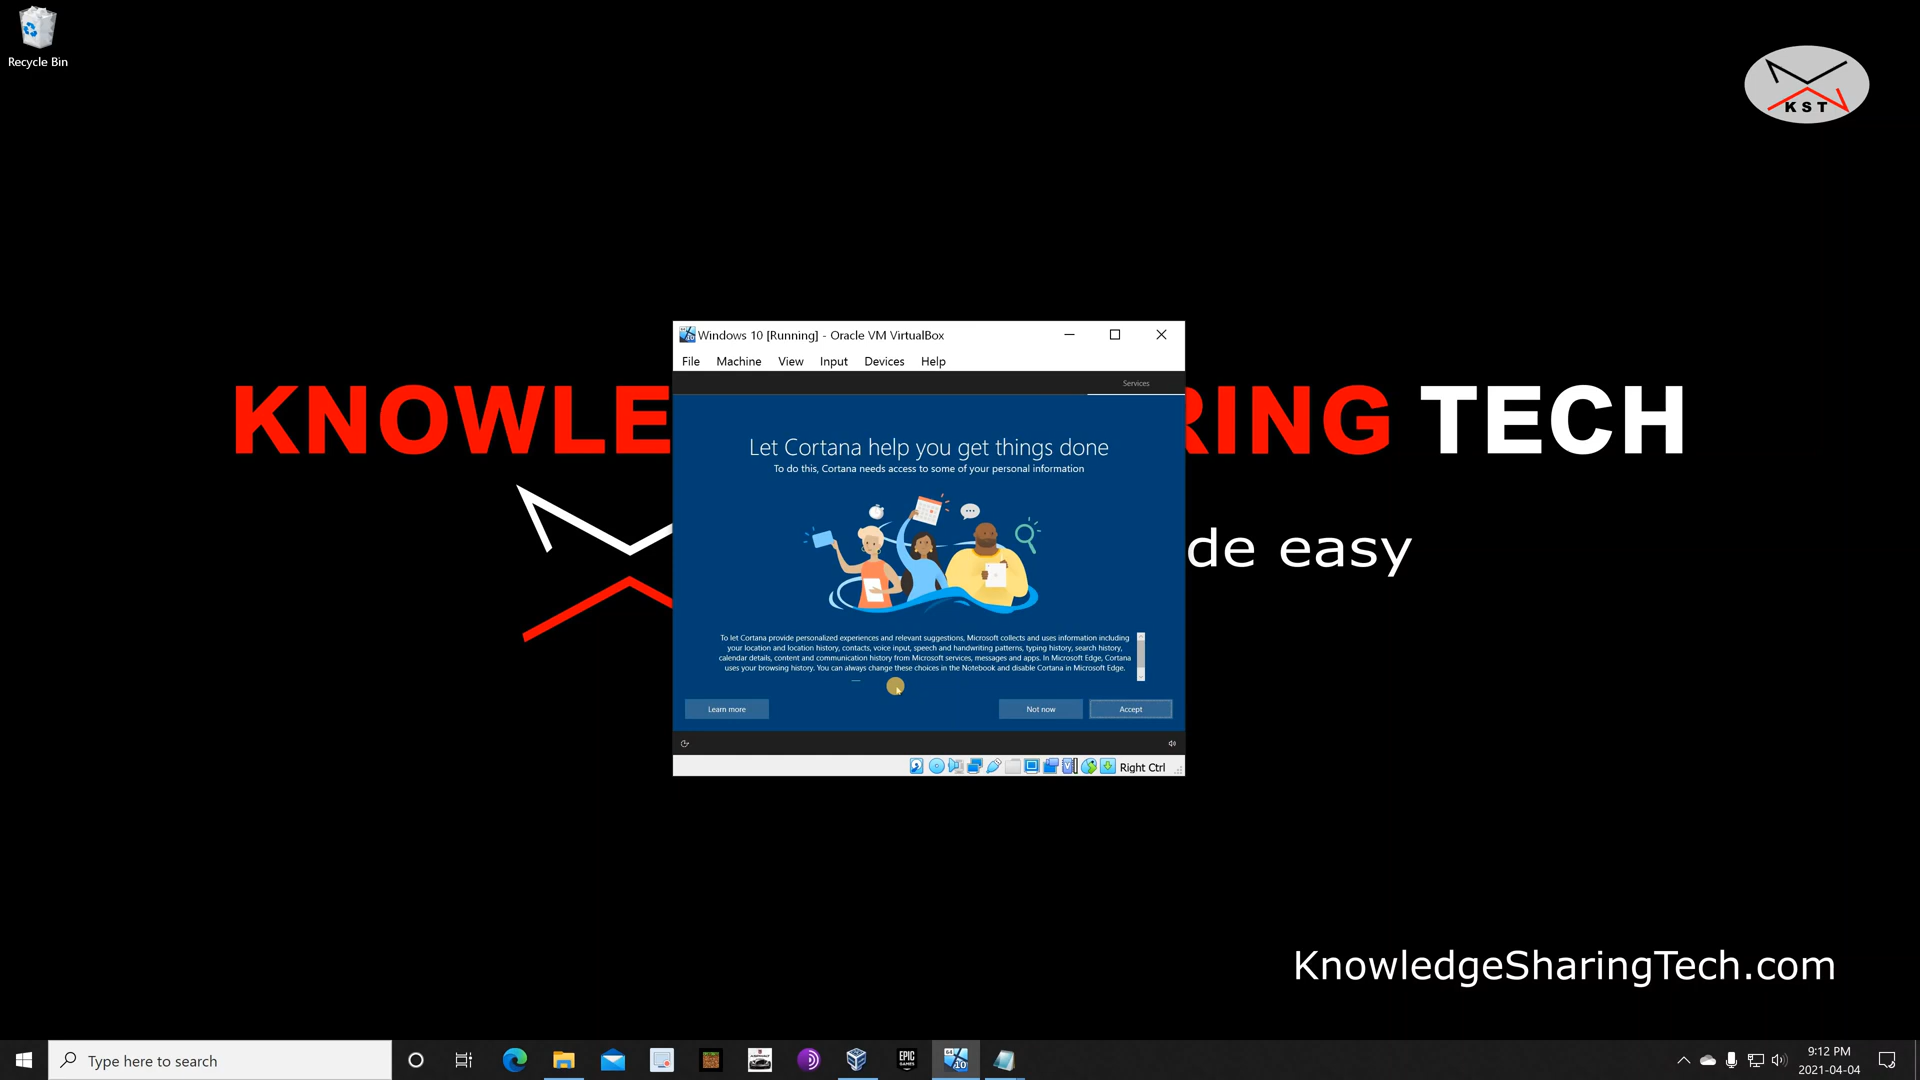 Recycle Bin
KST
Windows 10 [Running] - Oracle VM VirtualBox
File Machine View Input Devices Help
Services
KNOWLE RING TECH
Let Cortana help you get things done
To do this, Cortana needs access to some of your personal information
de easy
To let Cortana provide personalized experiences and relevant suggestions, Microsoft collects and uses information including
your location and location history, contacts, voice input, speech and handwriting patterns, typing history, search history,
calendar details, content and communication history from Microsoft services, messages and apps. In Microsoft Edge, Cortana
uses your browsing history. You can always change these choices in the Notebook and disable Cortana in Microsoft Edge.
Learn more Not now Accept
Right Ctrl
KnowledgeSharingTech.com
Type here to search
EPIC GAMES
64
10
9:12 PM
2021-04-04